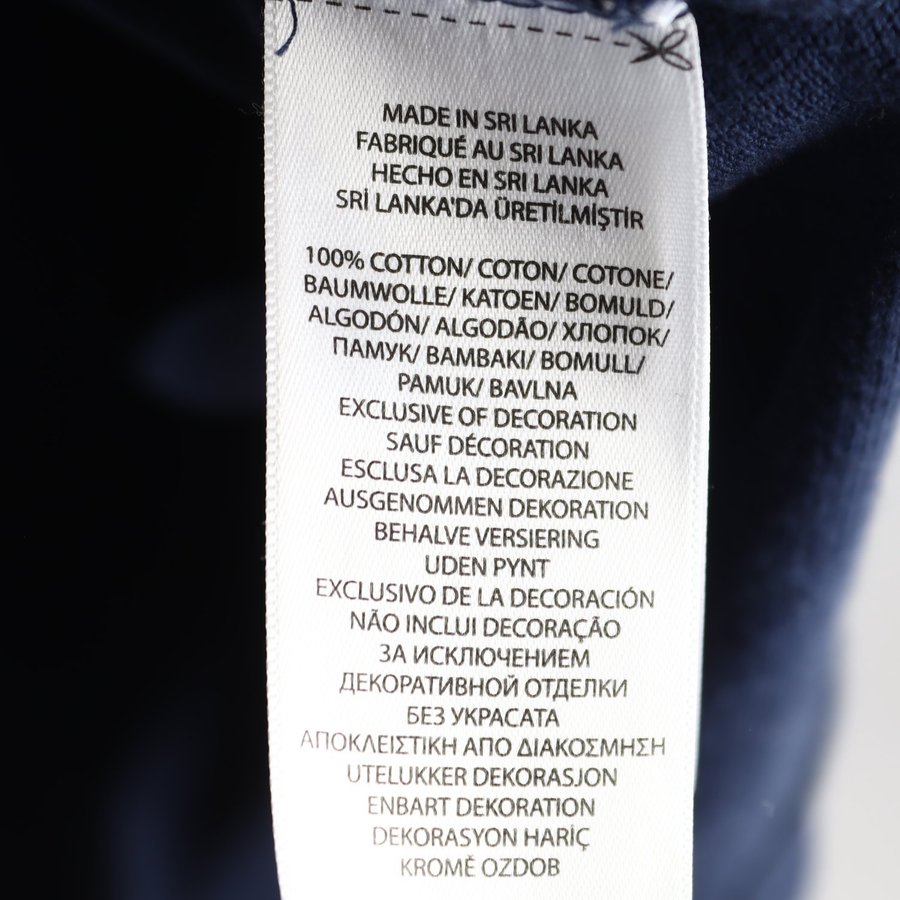 MADE IN SRI LANKA
FABRIQUÉ AU SRI LANKA
HECHO EN SRI LANKA
SRİ LANKA'DA ÜRETİLMİŞTİR
100% COTTON/ COTON/ COTONE/
BAUMWOLLE/ KATOEN/ BOMULD/
ALGODÓN/ ALGODÃO/ ХЛОПОК/
ПАМУК/ ΒΑΜΒΑΚΙ/ BOMULL/
PAMUK/ BAVLNA
EXCLUSIVE OF DECORATION
SAUF DÉCORATION
ESCLUSA LA DECORAZIONE
AUSGENOMMEN DEKORATION
BEHALVE VERSIERING
UDEN PYNT
EXCLUSIVO DE LA DECORACIÓN
NÃO INCLUI DECORAÇÃO
ЗА ИСКЛЮЧЕНИЕМ
ДЕКОРАТИВНОЙ ОТДЕЛКИ
БЕЗ УКРАСАТА
ΑΠΟΚΛΕΙΣΤΙΚΗ ΑΠΟ ΔΙΑΚΟΣΜΗΣΗ
UTELUKKER DEKORASJON
ENBART DEKORATION
DEKORASYON HARİÇ
KROMĚ OZDOB